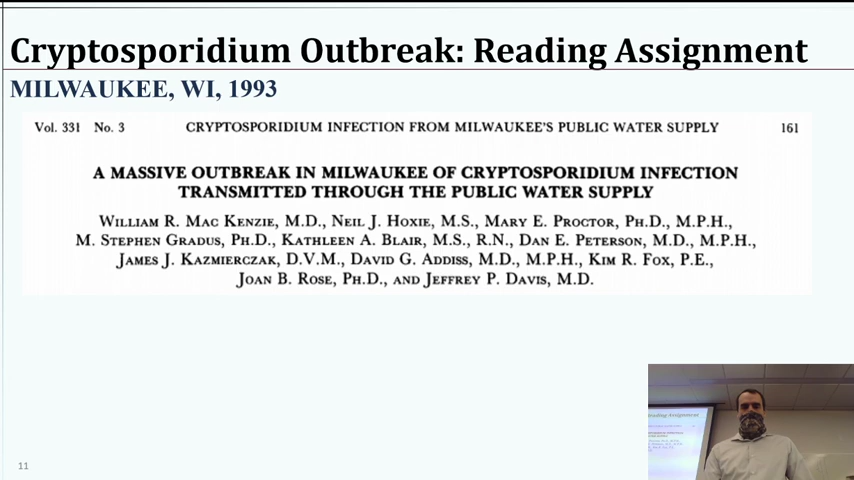 Cryptosporidium Outbreak: Reading Assignment
MILWAUKEE, WI, 1993
Vol. 331 No. 3 CRYPTOSPORIDIUM INFECTION FROM MILWAUKEE'S PUBLIC WATER SUPPLY 161
A MASSIVE OUTBREAK IN MILWAUKEE OF CRYPTOSPORIDIUM INFECTION
TRANSMITTED THROUGH THE PUBLIC WATER SUPPLY
WILLIAM R. MAC KENZIE, M.D., NEIL J. HOXIE, M.S., MARY E. PROCTOR, PH.D., M.P.H.,
M. STEPHEN GRADUS, PH.D., KATHLEEN A. BLAIR, M.S., R.N., DAN E. PETERSON, M.D., M.P.H.,
JAMES J. KAZMIERCZAK, D.V.M., DAVID G. ADDISS, M.D., M.P.H., KIM R. FOX, P.E.,
JOAN B. ROSE, PH.D., AND JEFFREY P. DAVIS, M.D.
11
Reading Assignment